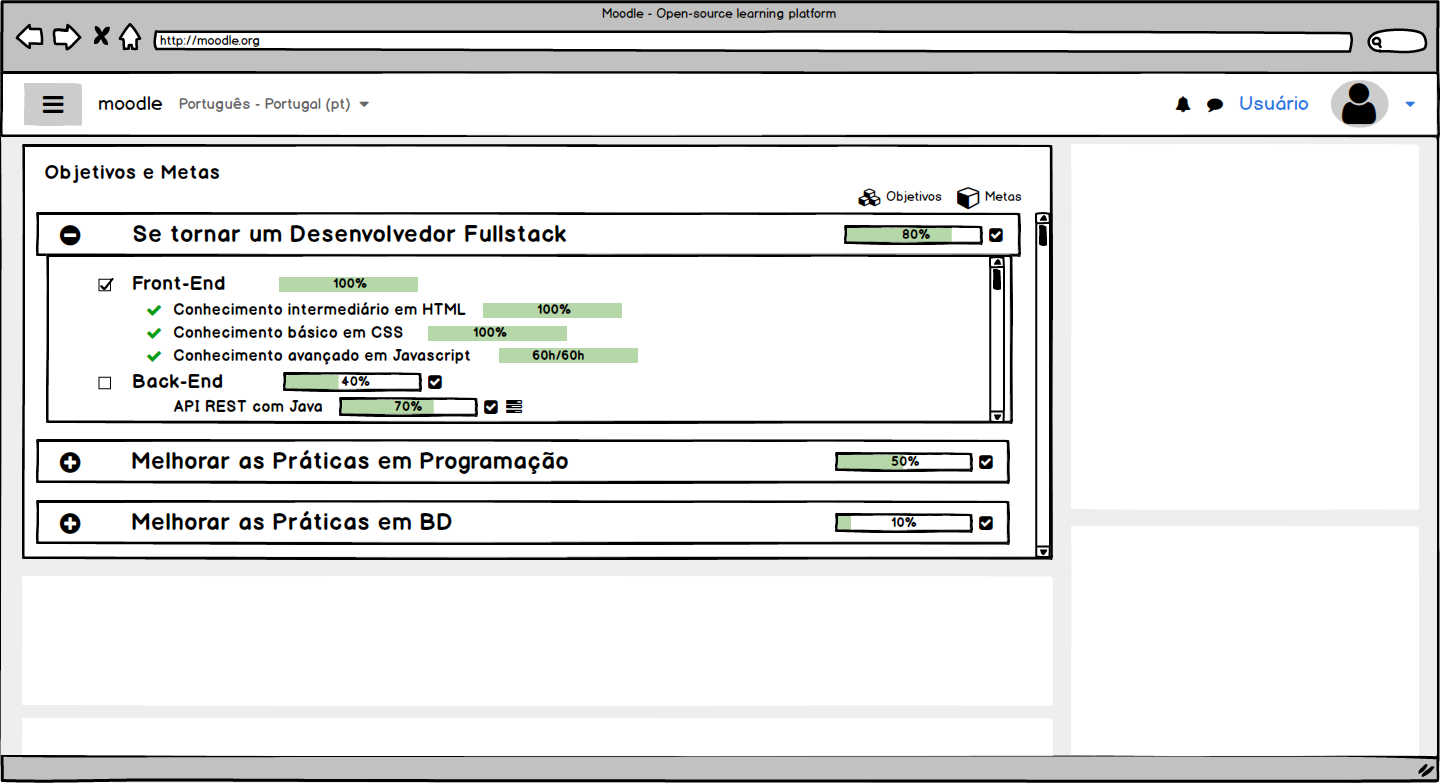 Moodle - Open-source learning platform
http://moodle.org
moodle Português - Portugal (pt) Usuário
Objetivos e Metas
Objetivos Metas
Se tornar um Desenvolvedor Fullstack 80%
Front-End 100%
Conhecimento intermediário em HTML 100%
Conhecimento básico em CSS 100%
Conhecimento avançado em Javascript 60h/60h
Back-End 40%
API REST com Java 70%
Melhorar as Práticas em Programação 50%
Melhorar as Práticas em BD 10%